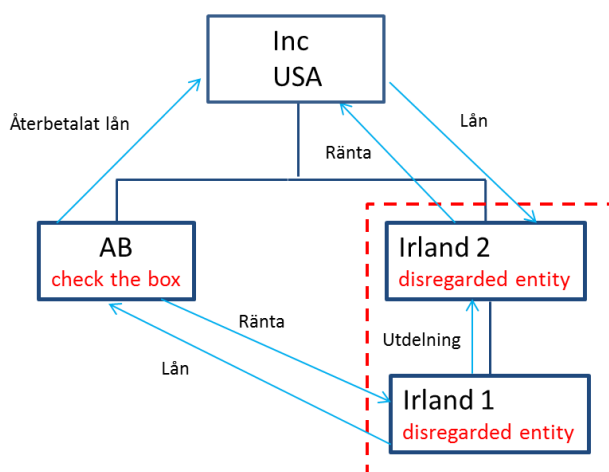 Inc
USA
Återbetalat lån
Lån
Ränta
AB
check the box
Irland 2
disregarded entity
Ränta
Utdelning
Lån
Irland 1
disregarded entity